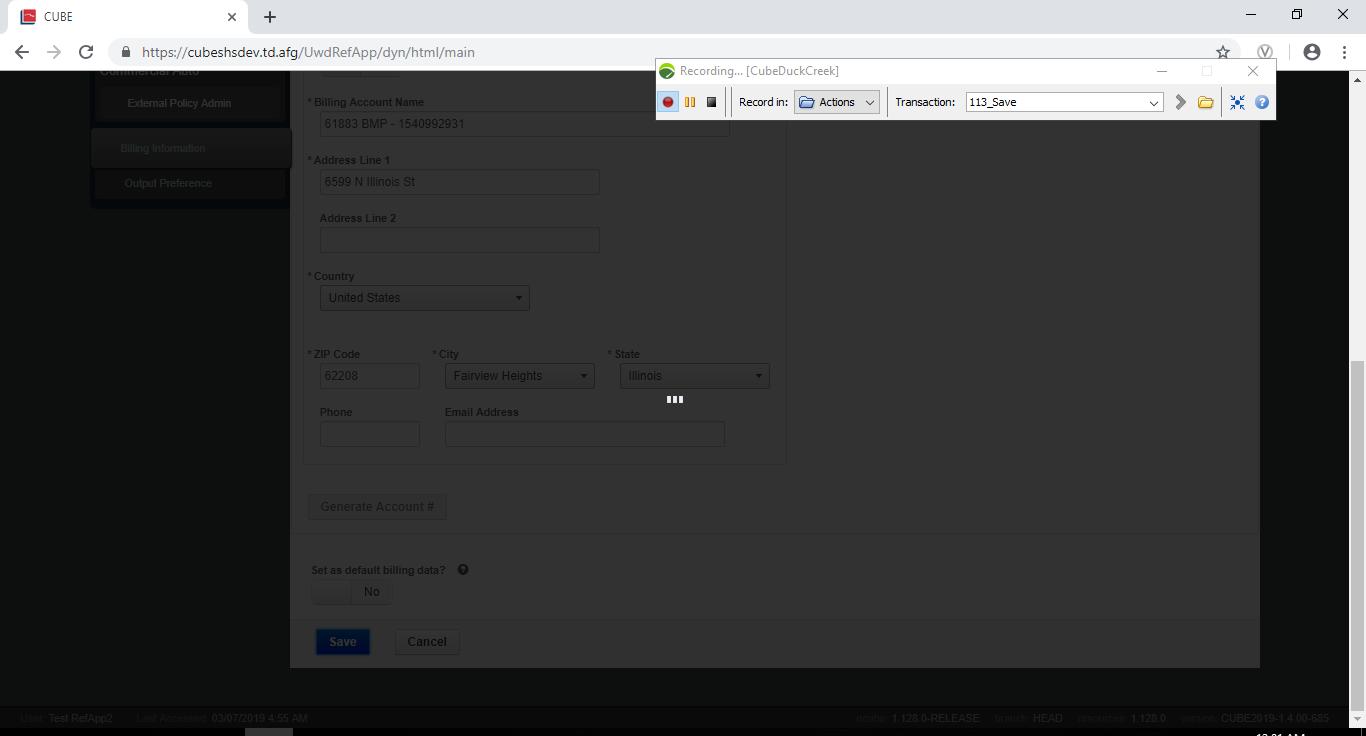 CUBE
https://cubeshsdev.td.afg/UwdRefApp/dyn/html/main
Recording... [CubeDuckCreek]
Record in: Actions Transaction: 113_Save
Commercial Auto
External Policy Admin
Billing Information
Output Preference
* Billing Account Name
61883 BMP - 1540992931
* Address Line 1
6599 N Illinois St
Address Line 2
* Country
United States
* ZIP Code * City * State
62208 Fairview Heights Illinois
Phone Email Address
Generate Account #
Set as default billing data?
No
Save Cancel
User: Test RefApp2 Last Accessed: 03/07/2019 4:55 AM 1.128.0-RELEASE branch: HEAD 1.128.0 version: CUBE2019-1.4.00-685